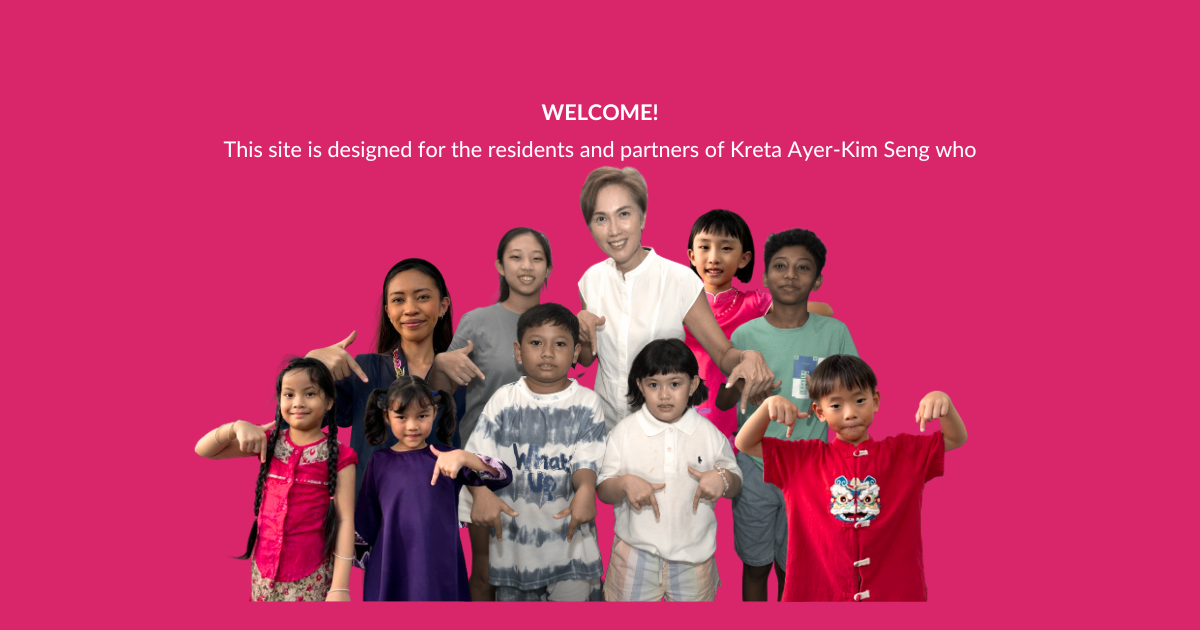 WELCOME!
This site is designed for the residents and partners of Kreta Ayer-Kim Seng who
What's
UP